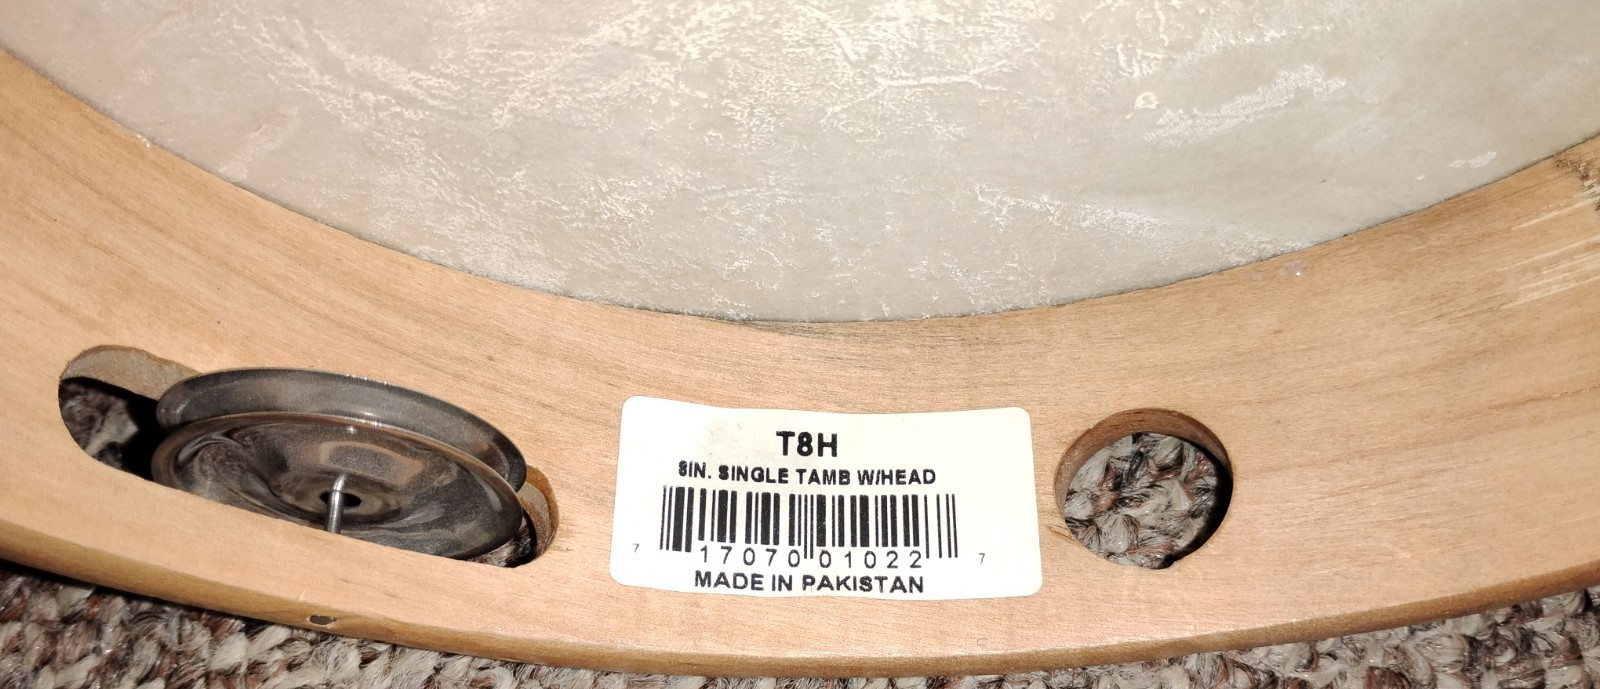 T8H
8IN. SINGLE TAMB W/HEAD
7 17070 01022 7
MADE IN PAKISTAN